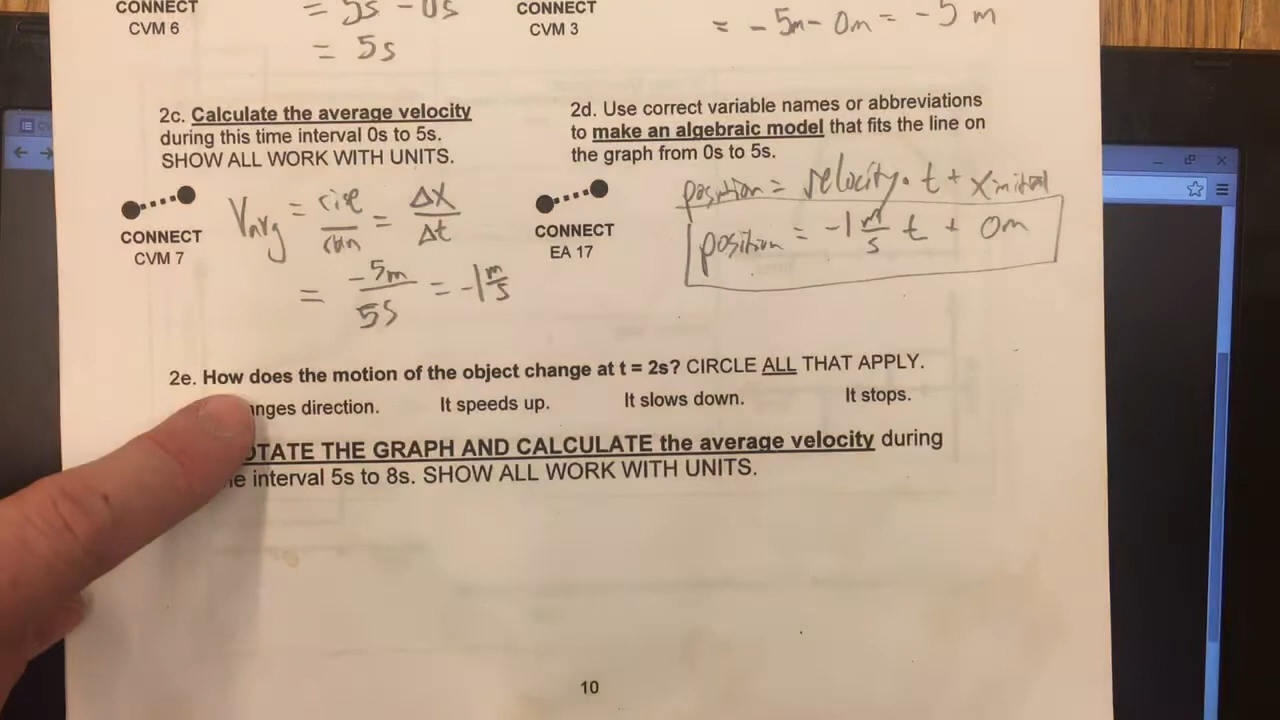 CONNECT
CVM 6
= 5s - 0s
= 5s
CONNECT
CVM 3
= -5m - 0m = -5 m
2c. Calculate the average velocity
during this time interval 0s to 5s.
SHOW ALL WORK WITH UNITS.
CONNECT
CVM 7
Vavg = rise/run = Δx/Δt
= -5m/5s = -1 m/s
2d. Use correct variable names or abbreviations
to make an algebraic model that fits the line on
the graph from 0s to 5s.
CONNECT
EA 17
position = velocity · t + x initial
position = -1 m/s t + 0m
2e. How does the motion of the object change at t = 2s? CIRCLE ALL THAT APPLY.
anges direction. It speeds up. It slows down. It stops.
OTATE THE GRAPH AND CALCULATE the average velocity during
e interval 5s to 8s. SHOW ALL WORK WITH UNITS.
10